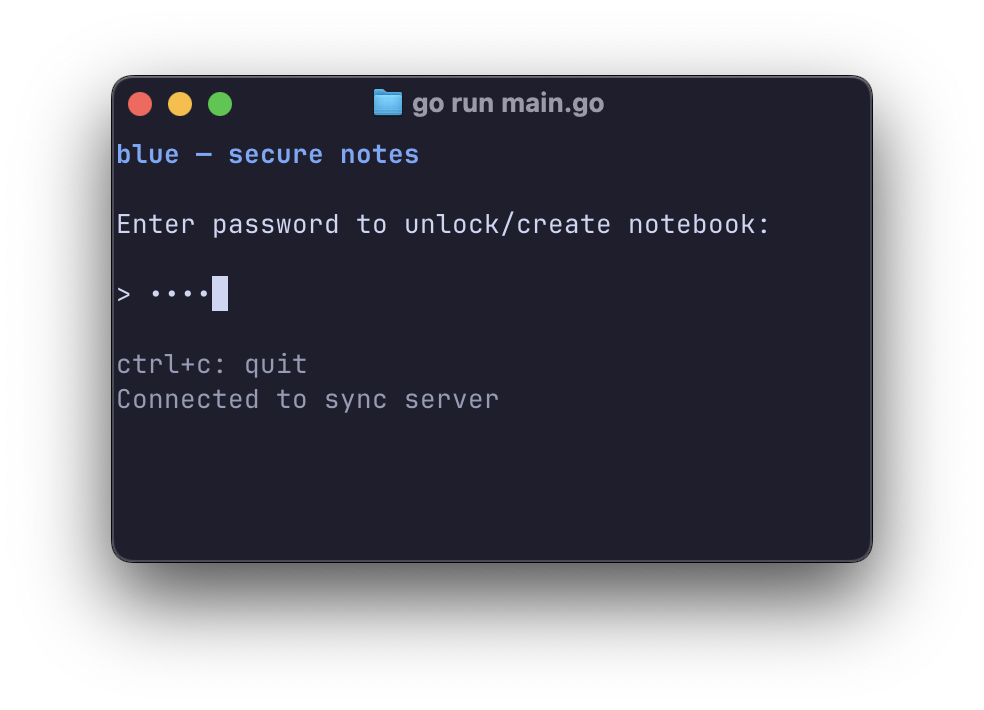 go run main.go
blue — secure notes
Enter password to unlock/create notebook:
> ••••
ctrl+c: quit
Connected to sync server